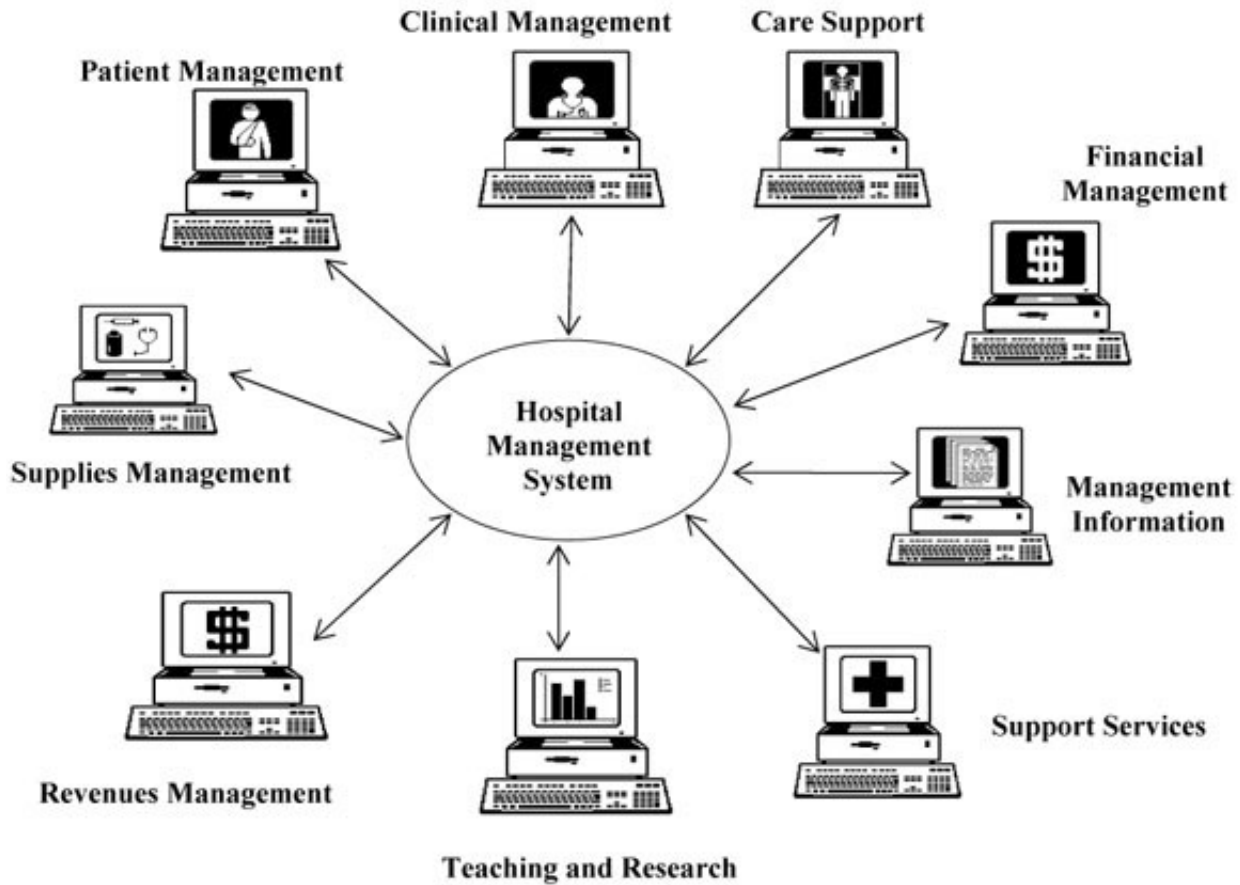 Clinical Management
Care Support
Patient Management
Financial
Management
Hospital
Management
System
Supplies Management
Management
Information
Support Services
Revenues Management
Teaching and Research